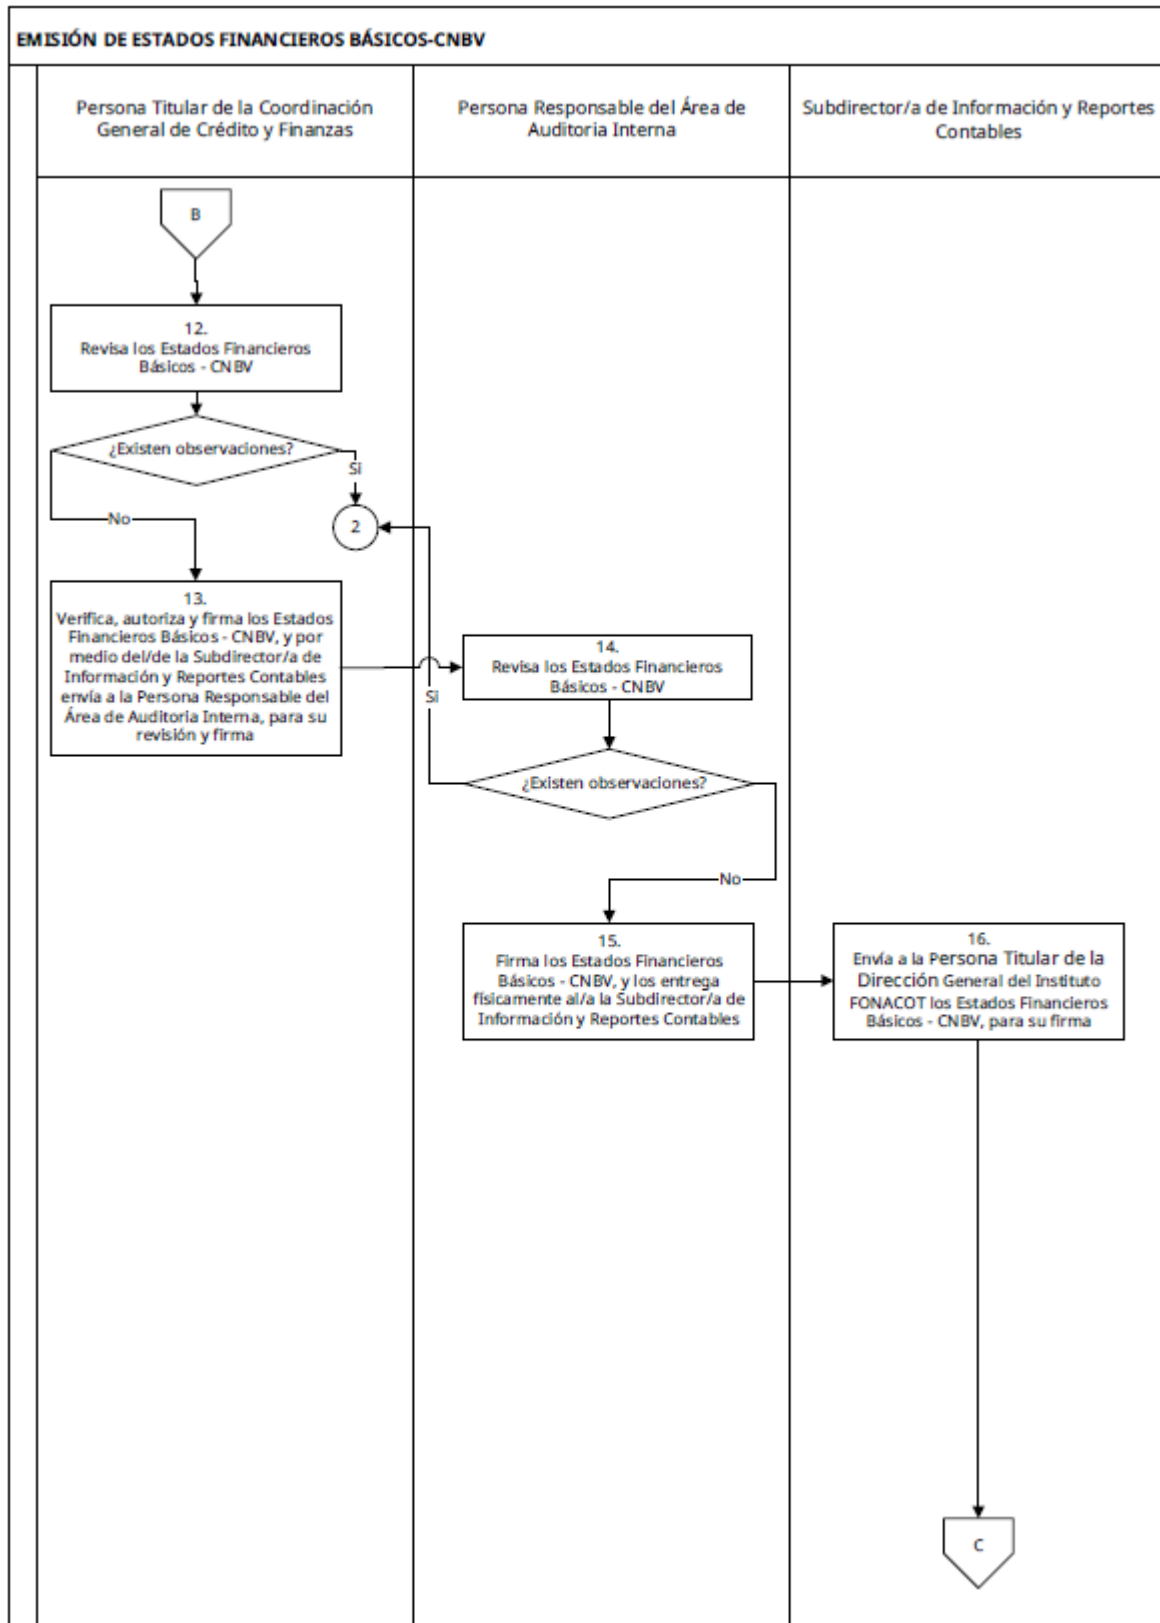 EMISIÓN DE ESTADOS FINANCIEROS BÁSICOS-CNBV
Persona Titular de la Coordinación
General de Crédito y Finanzas
Persona Responsable del Área de
Auditoria Interna
Subdirector/a de Información y Reportes
Contables
B
12.
Revisa los Estados Financieros
Básicos - CNBV
¿Existen observaciones?
Si
No
2
13.
Verifica, autoriza y firma los Estados
Financieros Básicos - CNBV, y por
medio del/de la Subdirector/a de
Información y Reportes Contables
envía a la Persona Responsable del
Área de Auditoria Interna, para su
revisión y firma
14.
Revisa los Estados Financieros
Básicos - CNBV
Si
¿Existen observaciones?
No
15.
Firma los Estados Financieros
Básicos - CNBV, y los entrega
físicamente al/a la Subdirector/a de
Información y Reportes Contables
16.
Envía a la Persona Titular de la
Dirección General del Instituto
FONACOT los Estados Financieros
Básicos - CNBV, para su firma
C